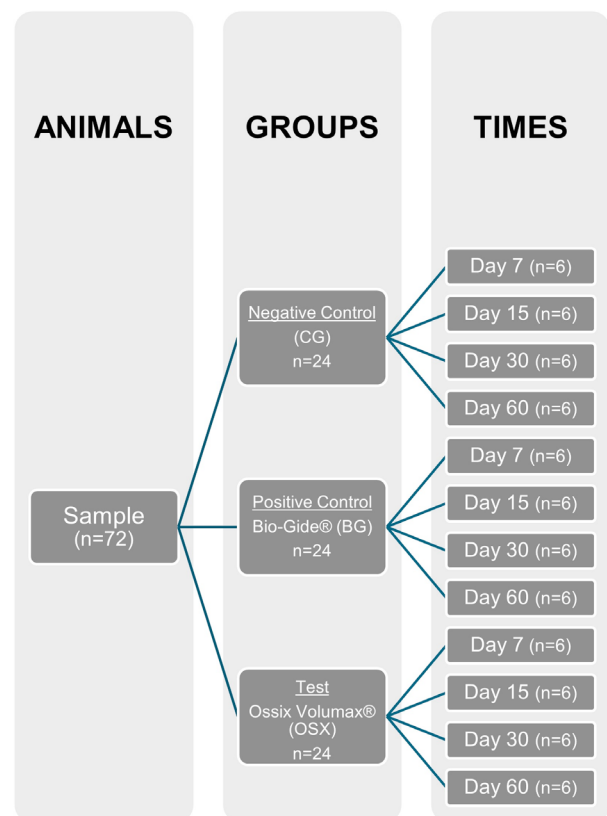 ANIMALS
GROUPS
TIMES
Sample
(n=72)
Negative Control
(CG)
n=24
Day 7 (n=6)
Day 15 (n=6)
Day 30 (n=6)
Day 60 (n=6)
Positive Control
Bio-Gide® (BG)
n=24
Day 7 (n=6)
Day 15 (n=6)
Day 30 (n=6)
Day 60 (n=6)
Test
Ossix Volumax®
(OSX)
n=24
Day 7 (n=6)
Day 15 (n=6)
Day 30 (n=6)
Day 60 (n=6)